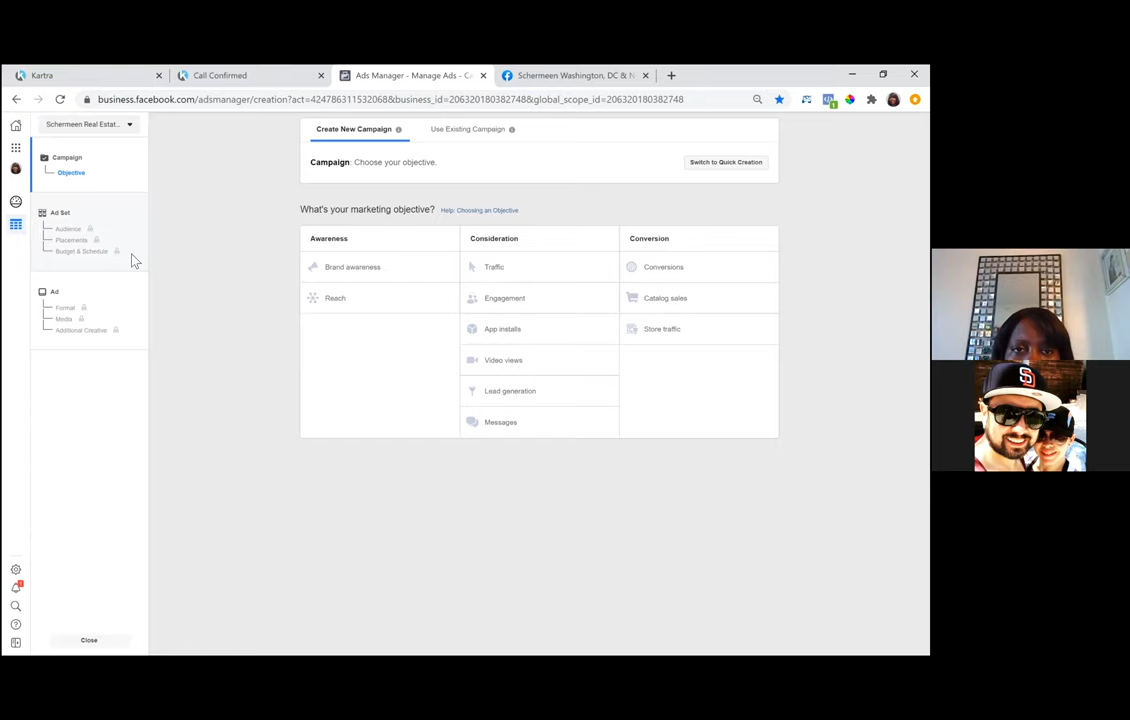 Kartra
Call Confirmed
Ads Manager - Manage Ads - Ca
Schermeen Washington, DC & N
business.facebook.com/adsmanager/creation?act=424786311532068&business_id=206320180382748&global_scope_id=206320180382748
Schermeen Real Estat...
Campaign
Objective
Ad Set
Audience
Placements
Budget & Schedule
Ad
Format
Media
Additional Creative
Close
Create New Campaign
Use Existing Campaign
Campaign: Choose your objective.
Switch to Quick Creation
What's your marketing objective? Help: Choosing an Objective
Awareness
Consideration
Conversion
Brand awareness
Traffic
Conversions
Reach
Engagement
Catalog sales
App installs
Store traffic
Video views
Lead generation
Messages
SD